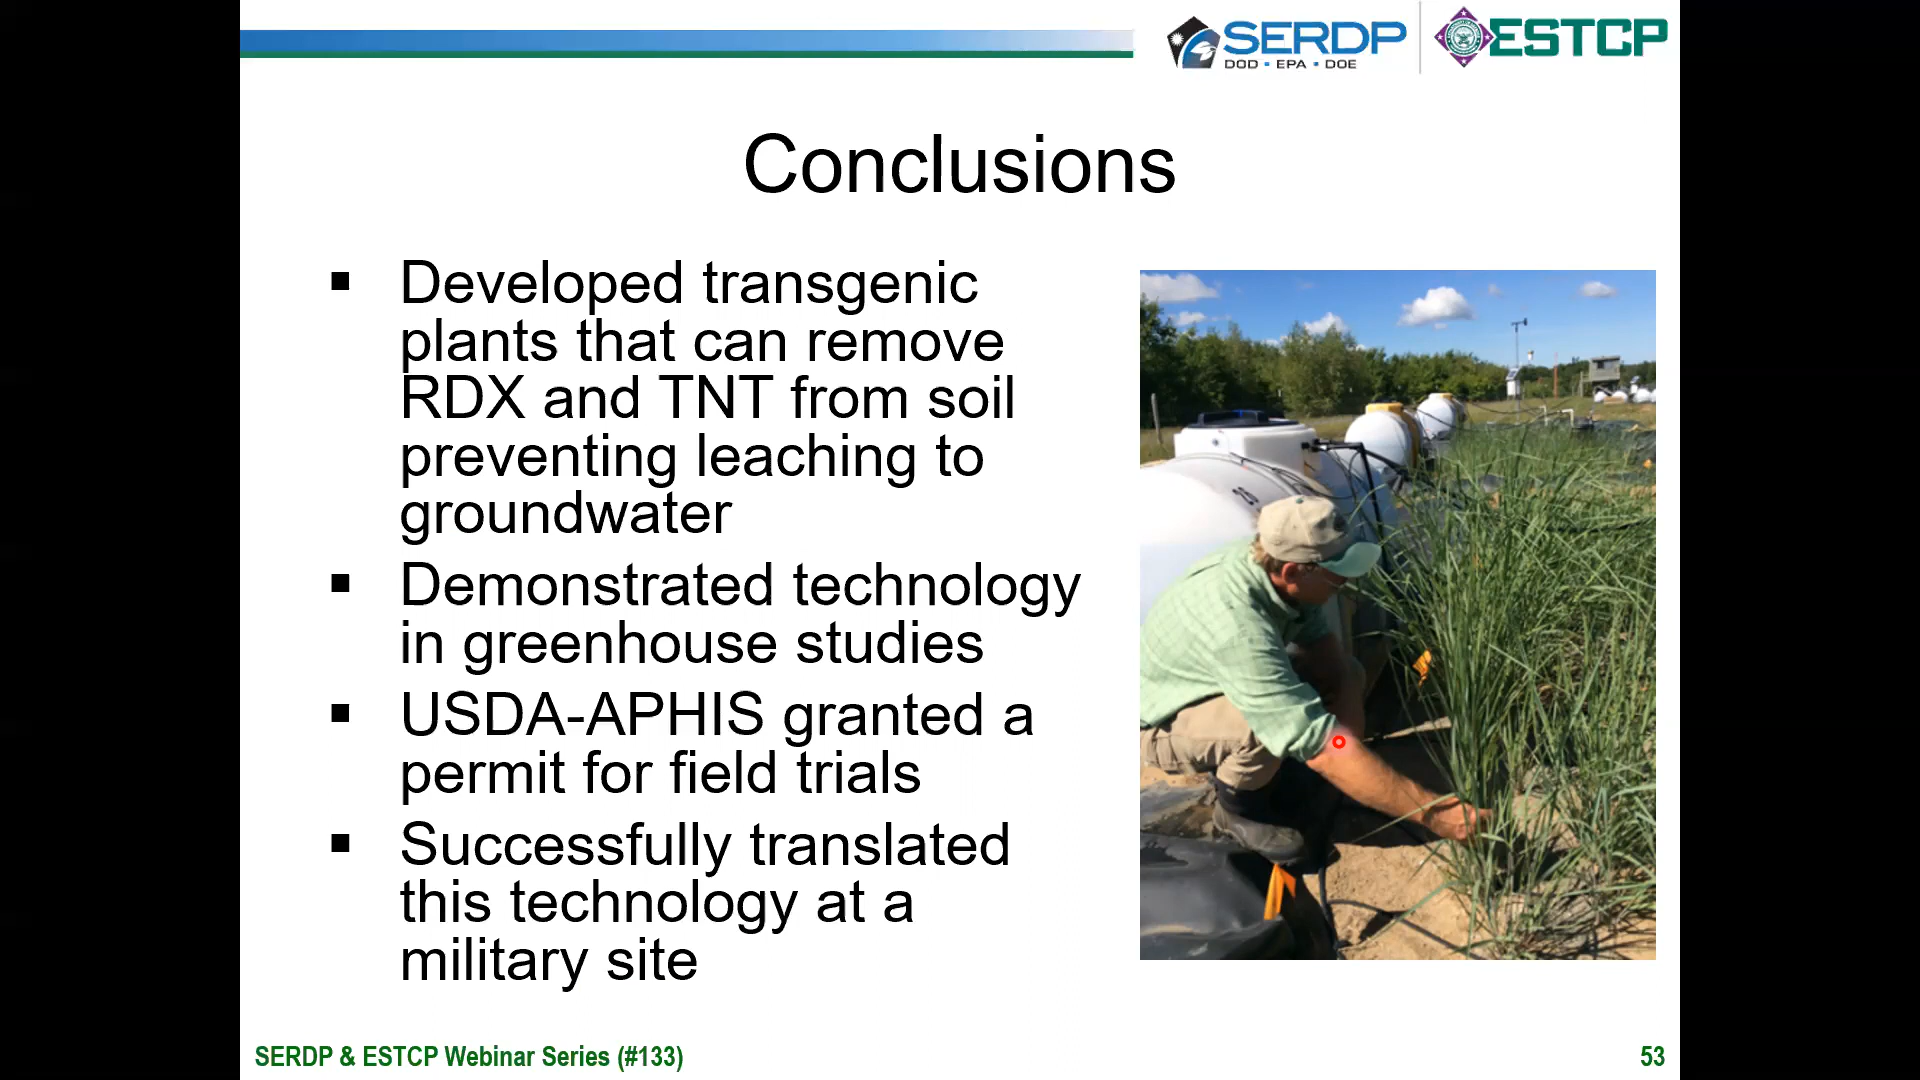 SERDP
DOD • EPA • DOE
ESTCP
Conclusions
▪ Developed transgenic
plants that can remove
RDX and TNT from soil
preventing leaching to
groundwater
▪ Demonstrated technology
in greenhouse studies
▪ USDA-APHIS granted a
permit for field trials
▪ Successfully translated
this technology at a
military site
SERDP & ESTCP Webinar Series (#133)
53